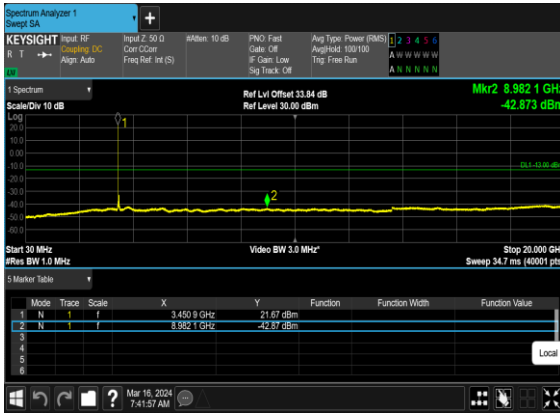 Spectrum Analyzer 1
Swept SA
+
KEYSIGHT Input: RF Input Z: 50 Ω #Atten: 10 dB PNO: Fast Avg Type: Power (RMS) 1 2 3 4 5 6
R T Coupling: DC Corr CCorr Gate: Off Avg|Hold: 100/100 A W W W W W
Align: Auto Freq Ref: Int (S) IF Gain: Low Trig: Free Run
Sig Track: Off A N N N N N
1 Spectrum Ref Lvl Offset 33.84 dB Mkr2 8.982 1 GHz
Scale/Div 10 dB Ref Level 30.00 dBm -42.873 dBm
Log
20.0
10.0
0.00
-10.0
-20.0
-30.0
-40.0
-50.0
-60.0
1
2
DL1 -13.00 dBm
Start 30 MHz Video BW 3.0 MHz* Stop 20.000 GHz
#Res BW 1.0 MHz Sweep 34.7 ms (40001 pts)
5 Marker Table
Mode Trace Scale X Y Function Function Width Function Value
1 N 1 f 3.450 9 GHz 21.67 dBm
2 N 1 f 8.982 1 GHz -42.87 dBm
3
4
5
6
Local
? Mar 16, 2024
7:41:57 AM